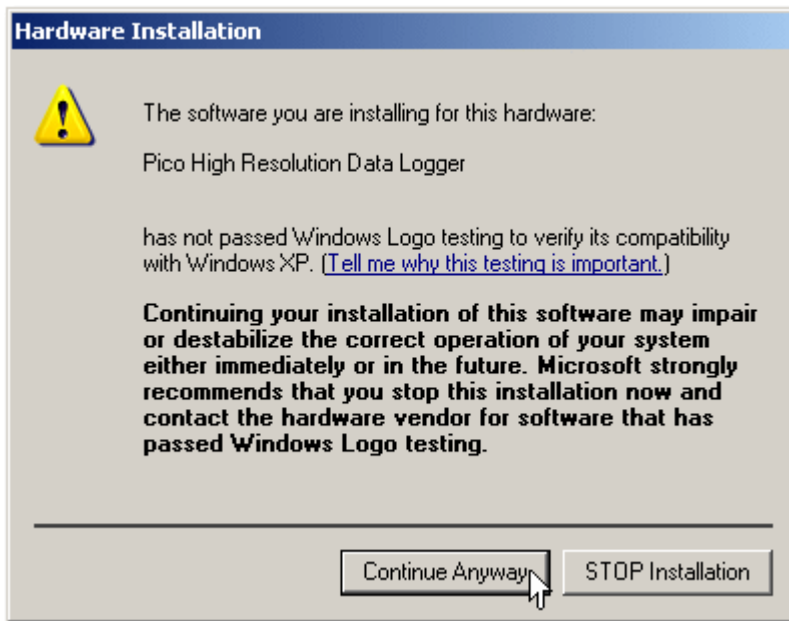 Hardware Installation
The software you are installing for this hardware:
Pico High Resolution Data Logger
has not passed Windows Logo testing to verify its compatibility
with Windows XP. (Tell me why this testing is important.)
Continuing your installation of this software may impair
or destabilize the correct operation of your system
either immediately or in the future. Microsoft strongly
recommends that you stop this installation now and
contact the hardware vendor for software that has
passed Windows Logo testing.
Continue Anyway
STOP Installation